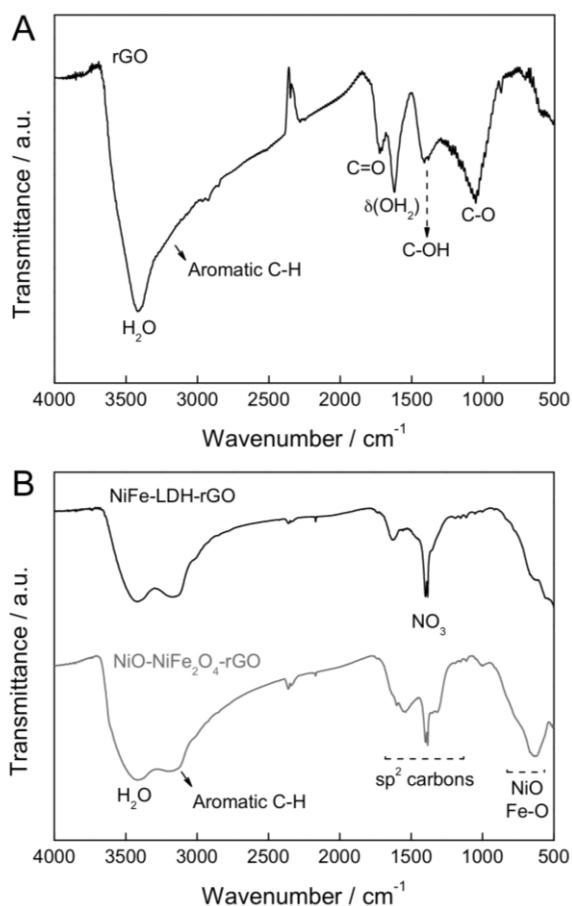 A
rGO
C=O
δ(OH₂)
C-OH
C-O
Aromatic C-H
H₂O
Transmittance / a.u.
4000 3500 3000 2500 2000 1500 1000 500
Wavenumber / cm⁻¹
B
NiFe-LDH-rGO
NO₃
NiO-NiFe₂O₄-rGO
H₂O
Aromatic C-H
sp² carbons
NiO
Fe-O
Transmittance / a.u.
4000 3500 3000 2500 2000 1500 1000 500
Wavenumber / cm⁻¹